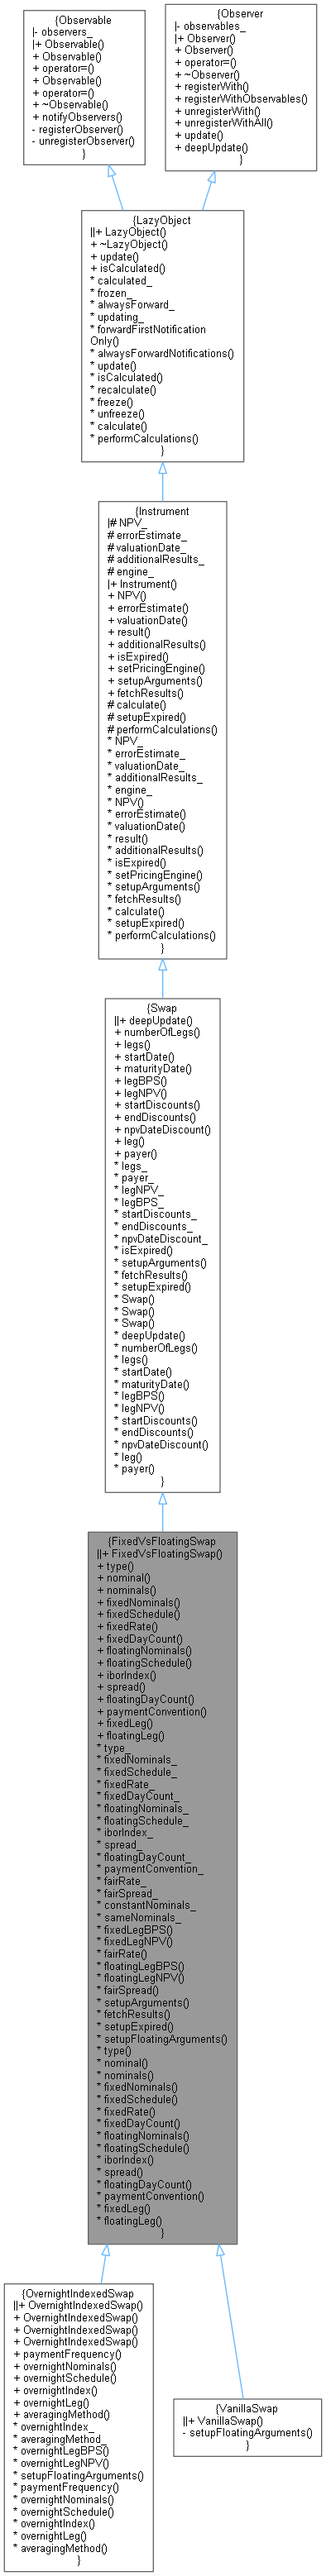 {Observable
|- observers_
|+ Observable()
+ Observable()
+ operator=()
+ Observable()
+ operator=()
+ ~Observable()
+ notifyObservers()
- registerObserver()
- unregisterObserver()
}
{Observer
|- observables_
|+ Observer()
+ Observer()
+ operator=()
+ ~Observer()
+ registerWith()
+ registerWithObservables()
+ unregisterWith()
+ unregisterWithAll()
+ update()
+ deepUpdate()
}
{LazyObject
||+ LazyObject()
+ ~LazyObject()
+ update()
+ isCalculated()
* calculated_
* frozen_
* alwaysForward_
* updating_
* forwardFirstNotification
Only()
* alwaysForwardNotifications()
* update()
* isCalculated()
* recalculate()
* freeze()
* unfreeze()
* calculate()
* performCalculations()
}
{Instrument
|# NPV_
# errorEstimate_
# valuationDate_
# additionalResults_
# engine_
|+ Instrument()
+ NPV()
+ errorEstimate()
+ valuationDate()
+ result()
+ additionalResults()
+ isExpired()
+ setPricingEngine()
+ setupArguments()
+ fetchResults()
# calculate()
# setupExpired()
# performCalculations()
* NPV_
* errorEstimate_
* valuationDate_
* additionalResults_
* engine_
* NPV()
* errorEstimate()
* valuationDate()
* result()
* additionalResults()
* isExpired()
* setPricingEngine()
* setupArguments()
* fetchResults()
* calculate()
* setupExpired()
* performCalculations()
}
{Swap
||+ deepUpdate()
+ numberOfLegs()
+ legs()
+ startDate()
+ maturityDate()
+ legBPS()
+ legNPV()
+ startDiscounts()
+ endDiscounts()
+ npvDateDiscount()
+ leg()
+ payer()
* legs_
* payer_
* legNPV_
* legBPS_
* startDiscounts_
* endDiscounts_
* npvDateDiscount_
* isExpired()
* setupArguments()
* fetchResults()
* setupExpired()
* Swap()
* Swap()
* Swap()
* deepUpdate()
* numberOfLegs()
* legs()
* startDate()
* maturityDate()
* legBPS()
* legNPV()
* startDiscounts()
* endDiscounts()
* npvDateDiscount()
* leg()
* payer()
}
{FixedVsFloatingSwap
||+ FixedVsFloatingSwap()
+ type()
+ nominal()
+ nominals()
+ fixedNominals()
+ fixedSchedule()
+ fixedRate()
+ fixedDayCount()
+ floatingNominals()
+ floatingSchedule()
+ iborIndex()
+ spread()
+ floatingDayCount()
+ paymentConvention()
+ fixedLeg()
+ floatingLeg()
* type_
* fixedNominals_
* fixedSchedule_
* fixedRate_
* fixedDayCount_
* floatingNominals_
* floatingSchedule_
* iborIndex_
* spread_
* floatingDayCount_
* paymentConvention_
* fairRate_
* fairSpread_
* constantNominals_
* sameNominals_
* fixedLegBPS()
* fixedLegNPV()
* fairRate()
* floatingLegBPS()
* floatingLegNPV()
* fairSpread()
* setupArguments()
* fetchResults()
* setupExpired()
* setupFloatingArguments()
* type()
* nominal()
* nominals()
* fixedNominals()
* fixedSchedule()
* fixedRate()
* fixedDayCount()
* floatingNominals()
* floatingSchedule()
* iborIndex()
* spread()
* floatingDayCount()
* paymentConvention()
* fixedLeg()
* floatingLeg()
}
{OvernightIndexedSwap
||+ OvernightIndexedSwap()
+ OvernightIndexedSwap()
+ OvernightIndexedSwap()
+ OvernightIndexedSwap()
+ paymentFrequency()
+ overnightNominals()
+ overnightSchedule()
+ overnightIndex()
+ overnightLeg()
+ averagingMethod()
* overnightIndex_
* averagingMethod_
* overnightLegBPS()
* overnightLegNPV()
* setupFloatingArguments()
* paymentFrequency()
* overnightNominals()
* overnightSchedule()
* overnightIndex()
* overnightLeg()
* averagingMethod()
}
{VanillaSwap
||+ VanillaSwap()
- setupFloatingArguments()
}